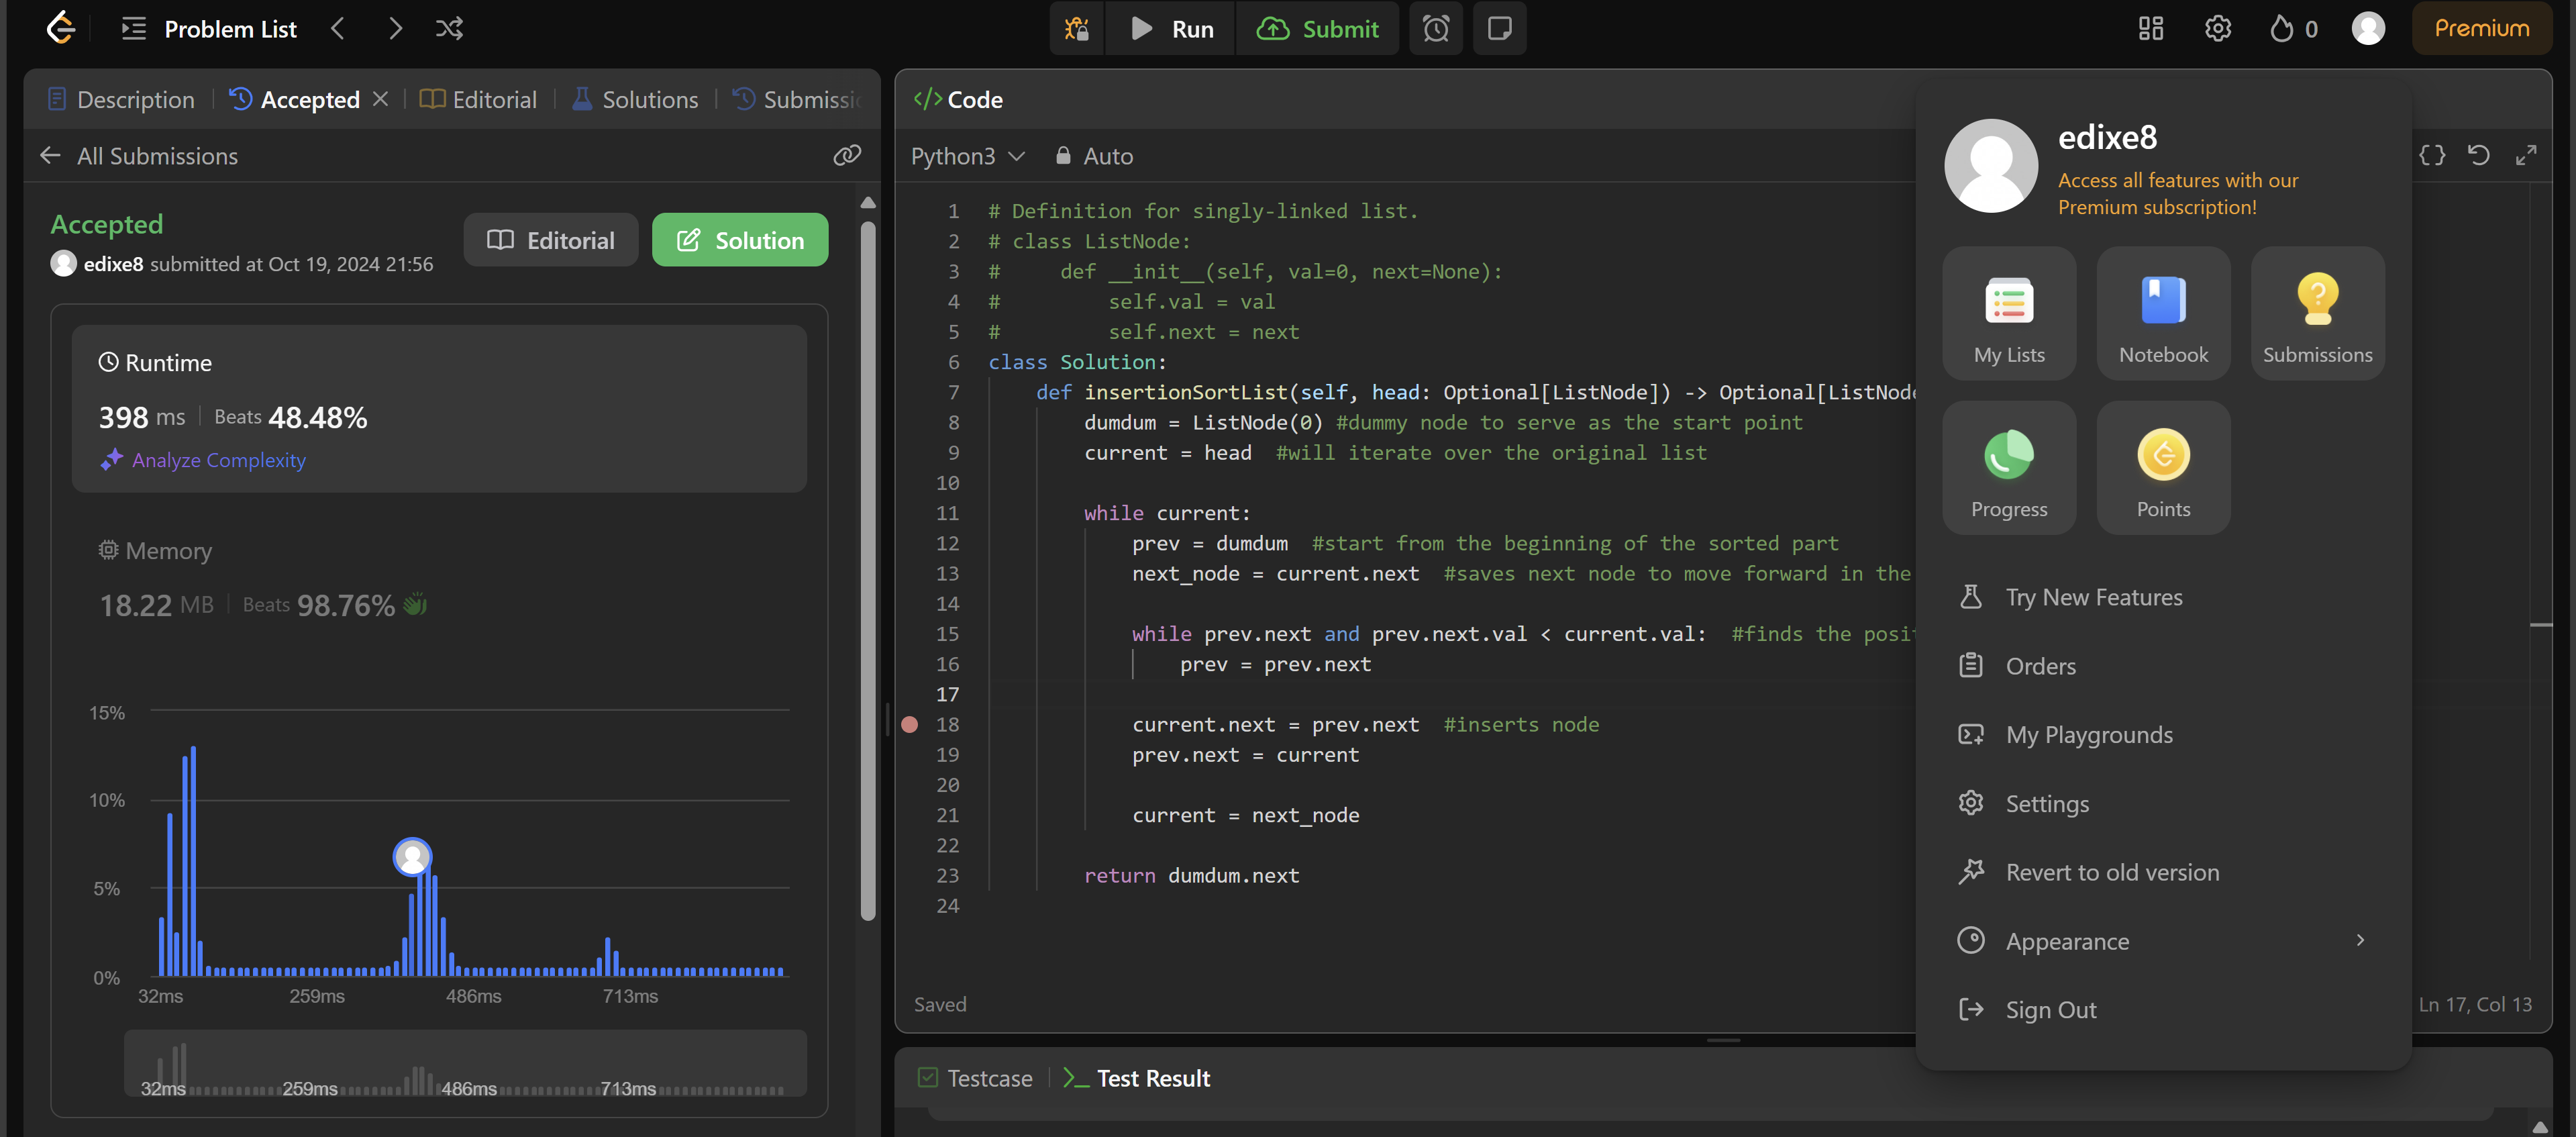 Problem List
Run
Submit
0
Premium
Description
Accepted
Editorial
Solutions
Submissi
All Submissions
Accepted
edixe8 submitted at Oct 19, 2024 21:56
Editorial
Solution
Runtime
398 ms
Beats 48.48%
Analyze Complexity
Memory
18.22 MB
Beats 98.76%
15%
10%
5%
0%
32ms 259ms 486ms 713ms
32ms 259ms 486ms 713ms
</> Code
Python3
Auto
1 # Definition for singly-linked list.
2 # class ListNode:
3 #     def __init__(self, val=0, next=None):
4 #         self.val = val
5 #         self.next = next
6 class Solution:
7     def insertionSortList(self, head: Optional[ListNode]) -> Optional[ListNode
8         dumdum = ListNode(0) #dummy node to serve as the start point
9         current = head  #will iterate over the original list
10
11         while current:
12             prev = dumdum  #start from the beginning of the sorted part
13             next_node = current.next  #saves next node to move forward in the
14
15             while prev.next and prev.next.val < current.val:  #finds the posit
16                 prev = prev.next
17
18             current.next = prev.next  #inserts node
19             prev.next = current
20
21             current = next_node
22
23         return dumdum.next
24
Saved
Ln 17, Col 13
Testcase
Test Result
edixe8
Access all features with our
Premium subscription!
My Lists
Notebook
Submissions
Progress
Points
Try New Features
Orders
My Playgrounds
Settings
Revert to old version
Appearance
Sign Out